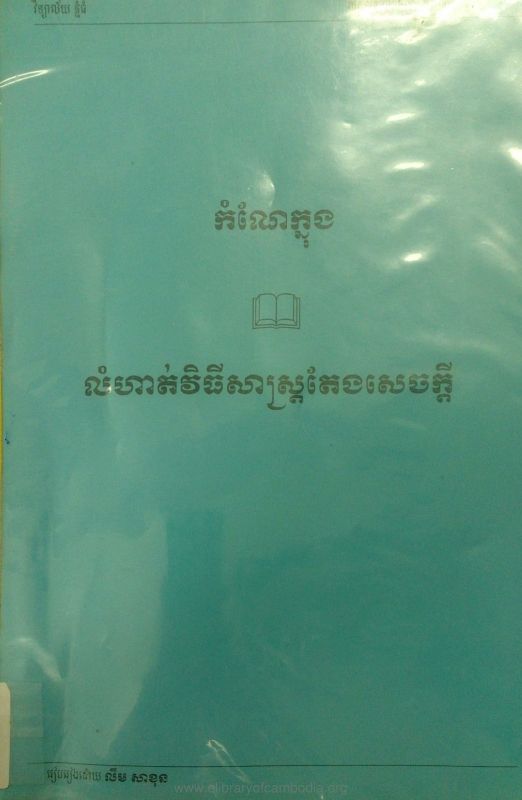 វិទ្យាល័យ ភ្នំធំ
កំណែក្នុង
លំហាត់វិធីសាស្ត្រតែងសេចក្ដី
រៀបរៀងដោយ លឹម សាខុន
www.elibraryofcambodia.org